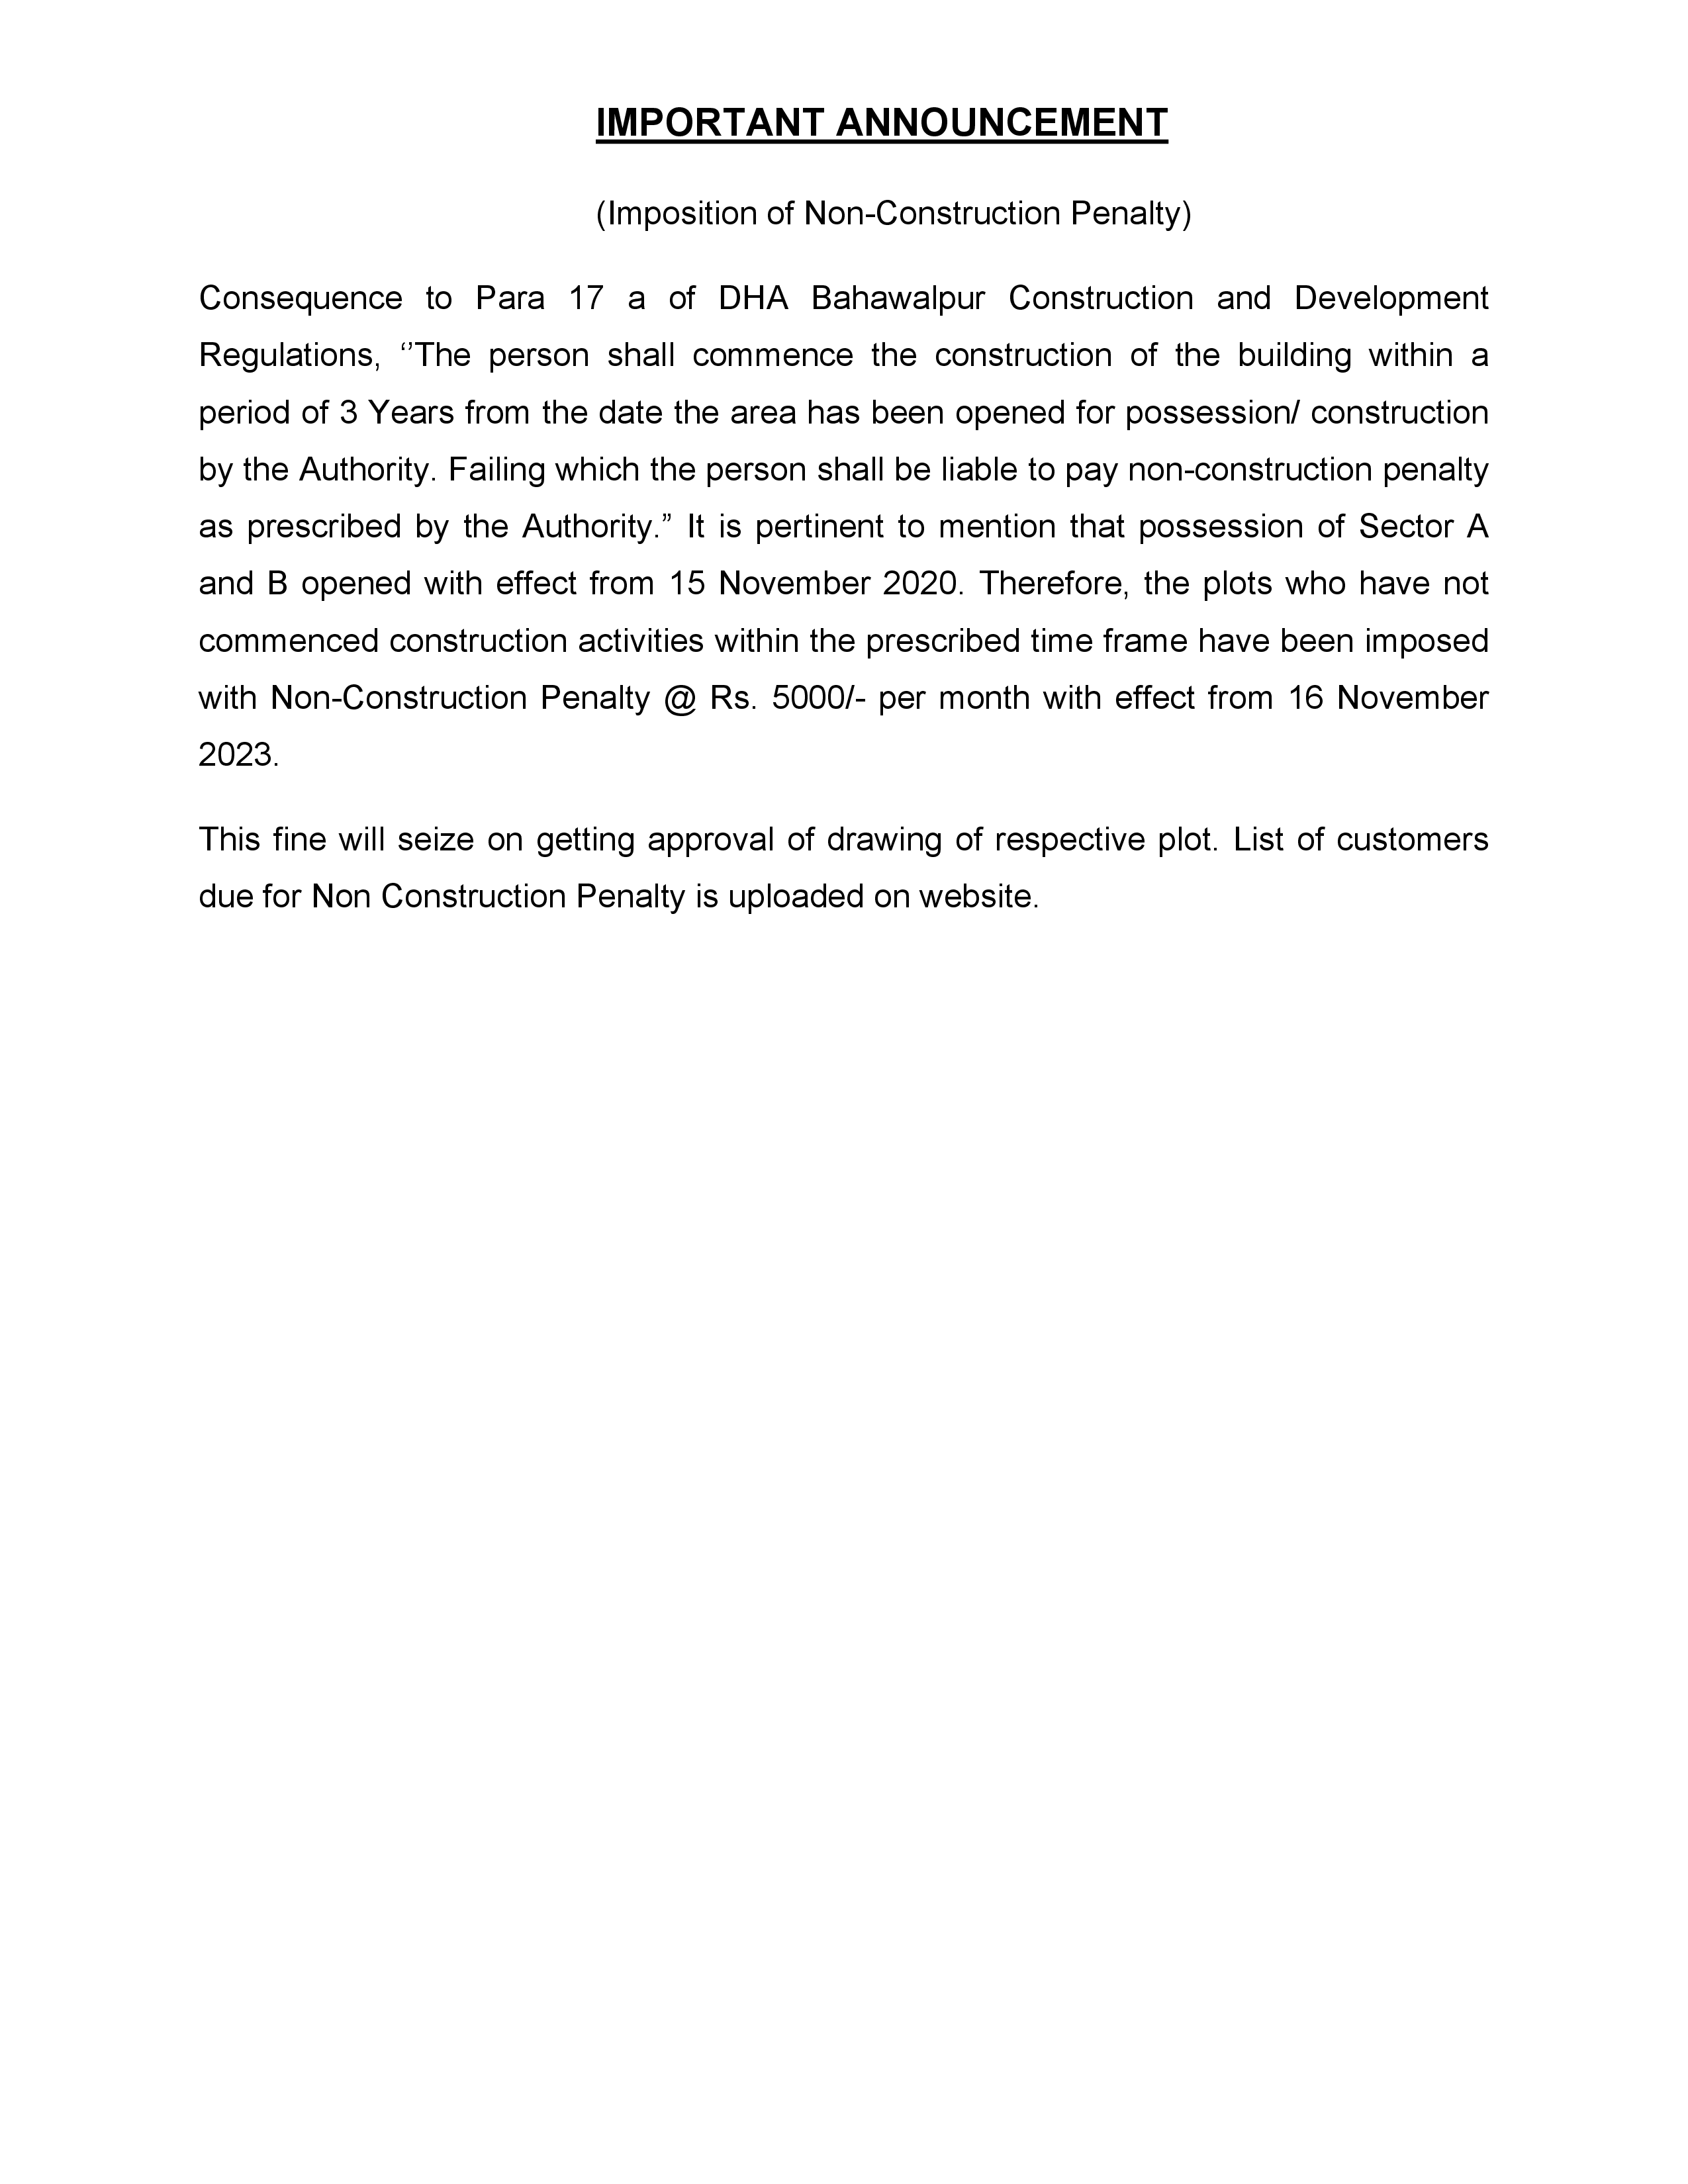 IMPORTANT ANNOUNCEMENT
(Imposition of Non-Construction Penalty)
Consequence to Para 17 a of DHA Bahawalpur Construction and Development
Regulations, ‘’The person shall commence the construction of the building within a
period of 3 Years from the date the area has been opened for possession/ construction
by the Authority. Failing which the person shall be liable to pay non-construction penalty
as prescribed by the Authority.” It is pertinent to mention that possession of Sector A
and B opened with effect from 15 November 2020. Therefore, the plots who have not
commenced construction activities within the prescribed time frame have been imposed
with Non-Construction Penalty @ Rs. 5000/- per month with effect from 16 November
2023.
This fine will seize on getting approval of drawing of respective plot. List of customers
due for Non Construction Penalty is uploaded on website.